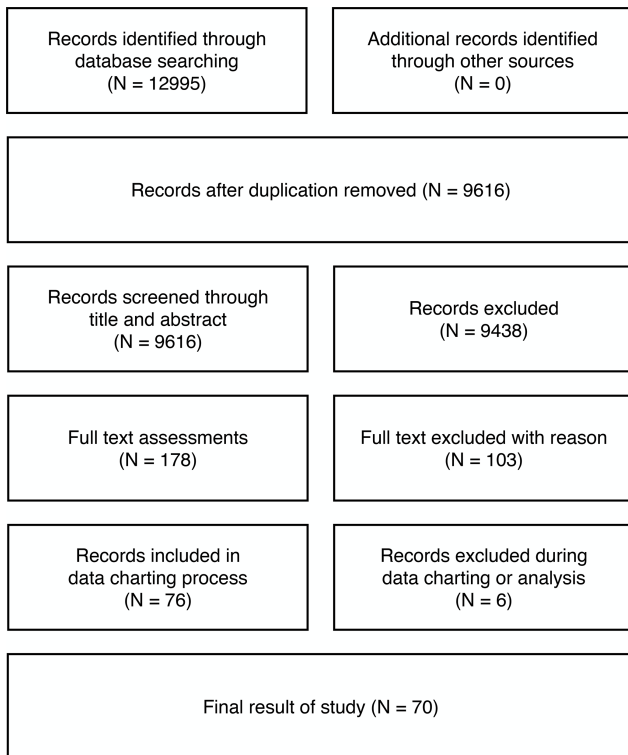 Records identified through
database searching
(N = 12995)
Additional records identified
through other sources
(N = 0)
Records after duplication removed (N = 9616)
Records screened through
title and abstract
(N = 9616)
Records excluded
(N = 9438)
Full text assessments
(N = 178)
Full text excluded with reason
(N = 103)
Records included in
data charting process
(N = 76)
Records excluded during
data charting or analysis
(N = 6)
Final result of study (N = 70)